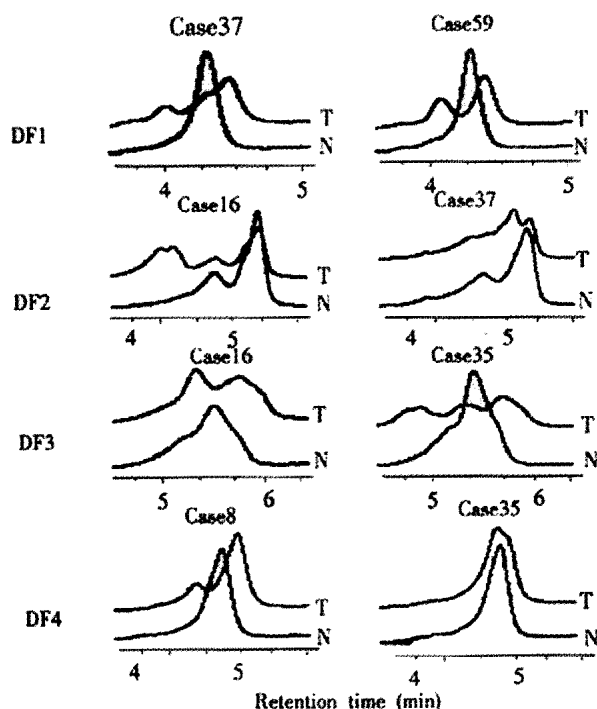 Case37 Case59
DF1 T T
N N
4 5 4 5
Case16 Case37
DF2 T T
N N
4 5 4 5
Case16 Case35
DF3 T T
N N
5 6 5 6
Case8 Case35
DF4 T T
N N
4 5 4 5
Retention time (min)